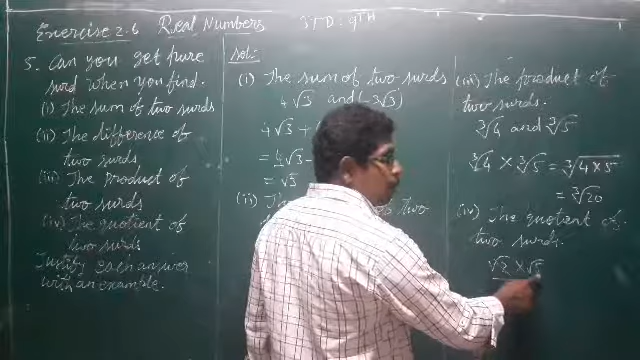 Exercise 2.6 Real Numbers STD : 9TH
5. Can you get pure
surd when you find.
(i) The sum of two surds
(ii) The difference of
two surds
(iii) The product of
two surds
(iv) The quotient of
two surds
Justify each answer
with an example.
Sol:-
(i) The sum of two surds
4√3 and (-3√3)
4√3 +
= 4√3 -
= √3
(ii)
two
(iii) The product of
two surds.
∛4 and ∛5
∛4 × ∛5 = ∛4 × 5
= ∛20
(iv) The quotient of
two surds.